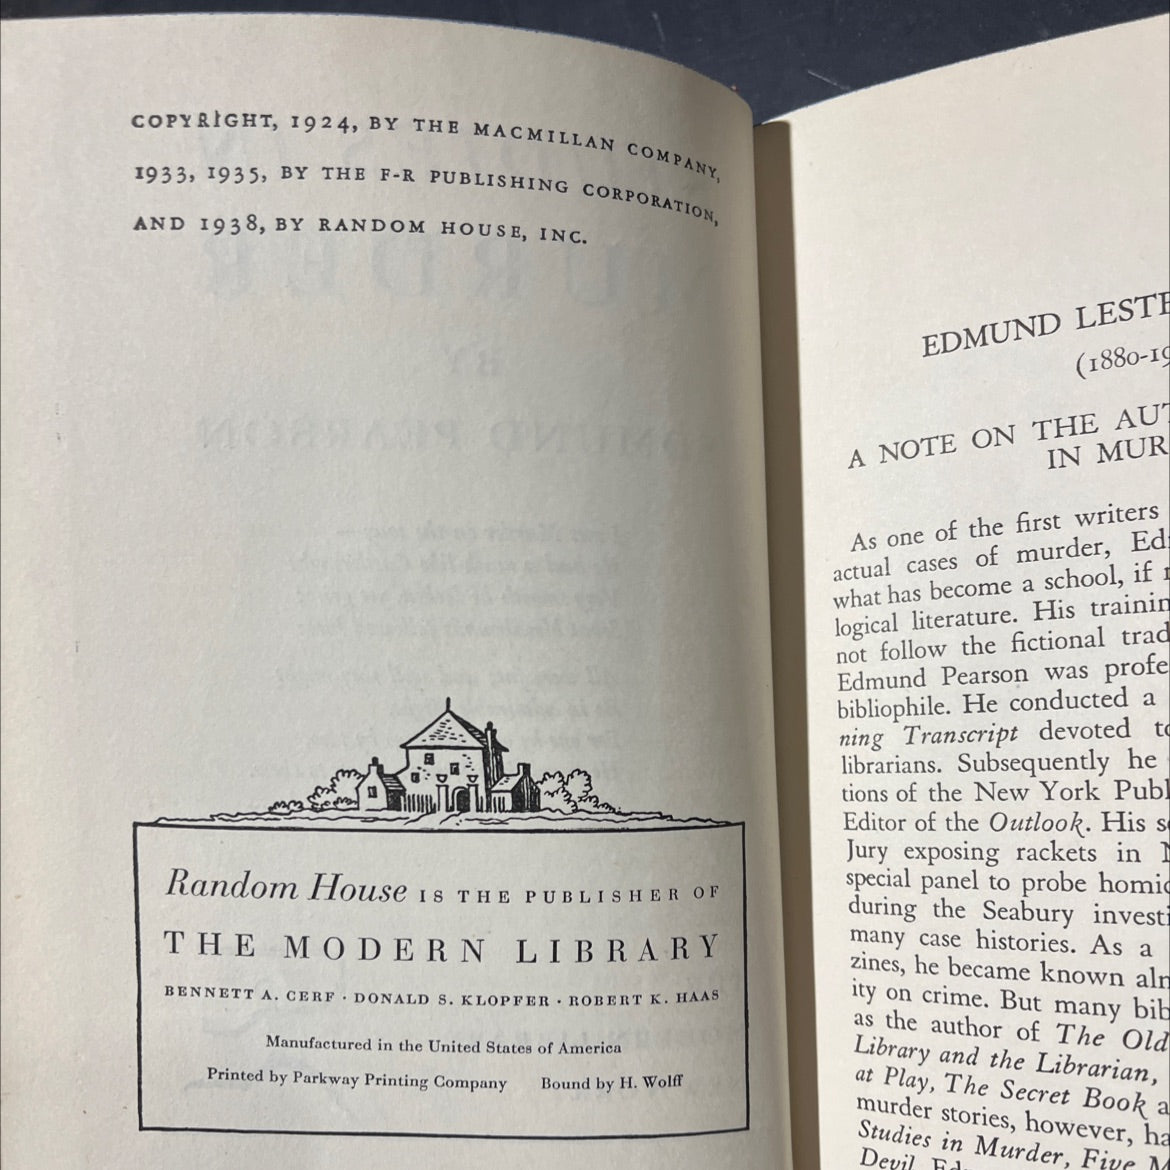 COPYRIGHT, 1924, BY THE MACMILLAN COMPANY,
1933, 1935, BY THE F-R PUBLISHING CORPORATION,
AND 1938, BY RANDOM HOUSE, INC.
Random House IS THE PUBLISHER OF
THE MODERN LIBRARY
BENNETT A. CERF · DONALD S. KLOPFER · ROBERT K. HAAS
Manufactured in the United States of America
Printed by Parkway Printing Company Bound by H. Wolff
EDMUND LESTE
(1880-19
A NOTE ON THE AUT
IN MUR
As one of the first writers
actual cases of murder, Ed
what has become a school, if
logical literature. His trainin
not follow the fictional trad
Edmund Pearson was profe
bibliophile. He conducted a
ning Transcript devoted to
librarians. Subsequently he
tions of the New York Publ
Editor of the Outlook. His
Jury exposing rackets in
special panel to probe homic
during the Seabury investi
many case histories. As a
zines, he became known alm
ity on crime. But many bib
as the author of The Old
Library and the Librarian,
at Play, The Secret Book a
murder stories, however, ha
Studies in Murder, Five M
Devil, Ed